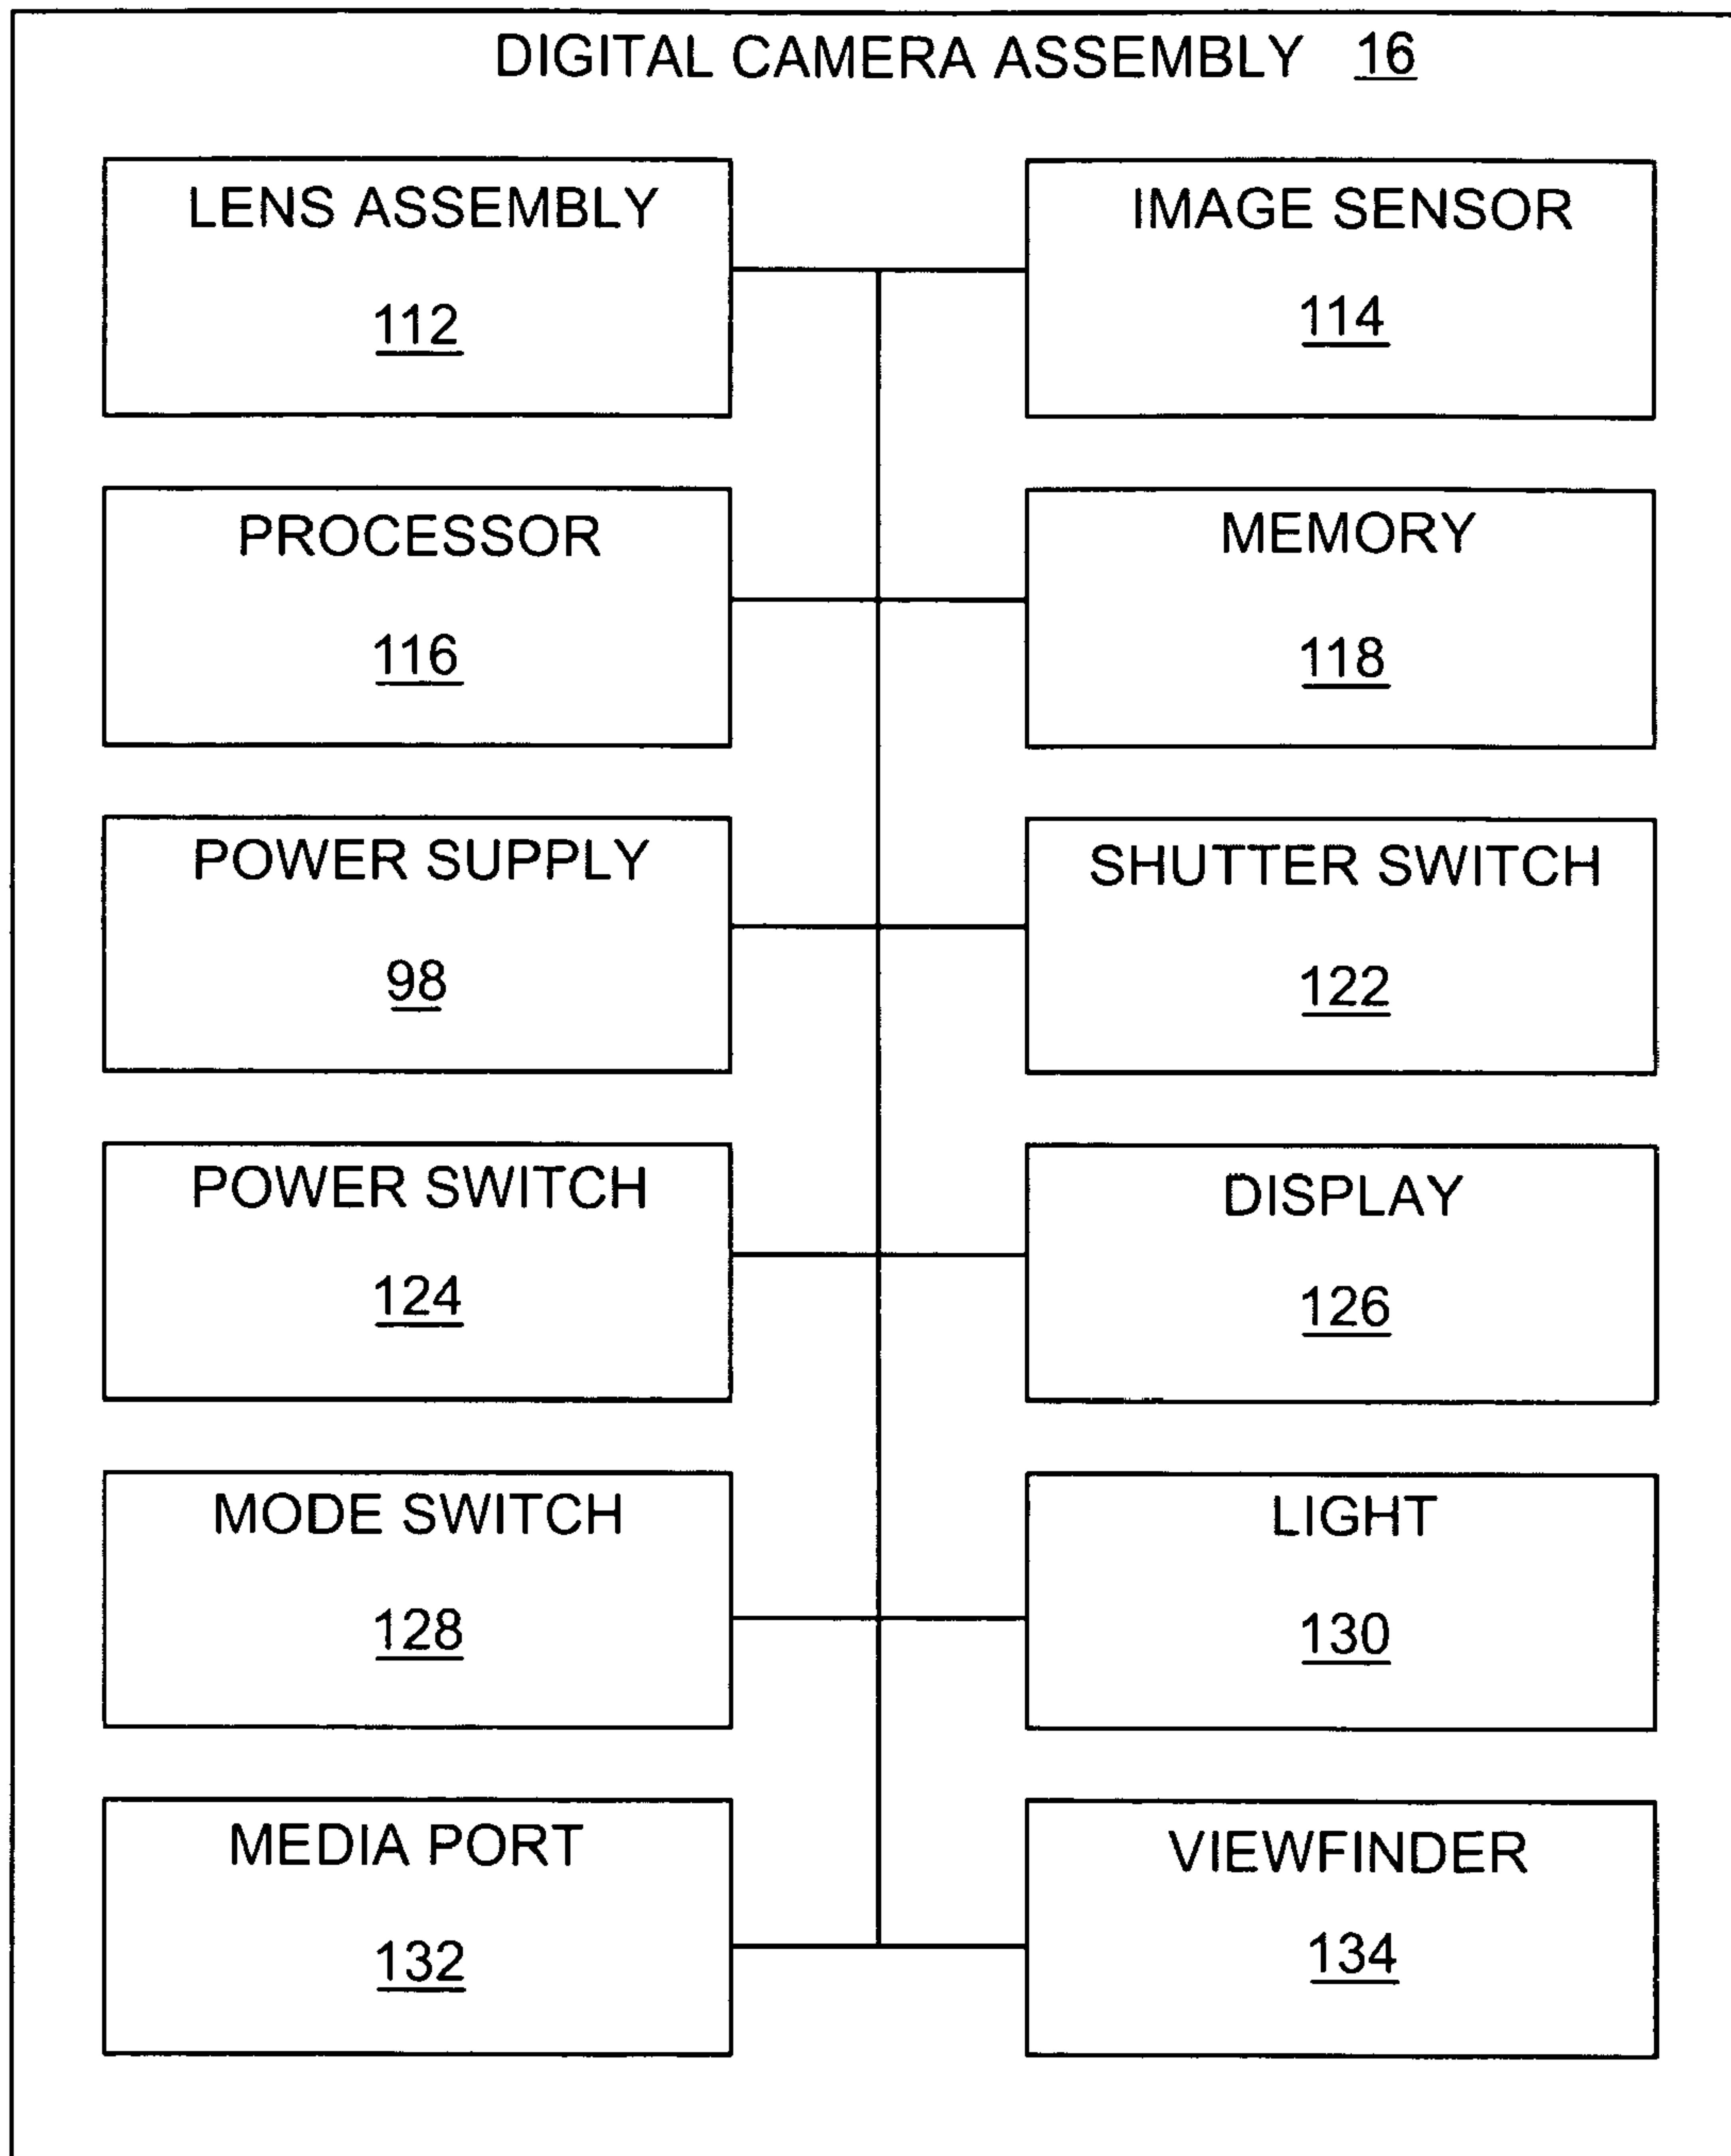 DIGITAL CAMERA ASSEMBLY 16
LENS ASSEMBLY
112
IMAGE SENSOR
114
PROCESSOR
116
MEMORY
118
POWER SUPPLY
98
SHUTTER SWITCH
122
POWER SWITCH
124
DISPLAY
126
MODE SWITCH
128
LIGHT
130
MEDIA PORT
132
VIEWFINDER
134